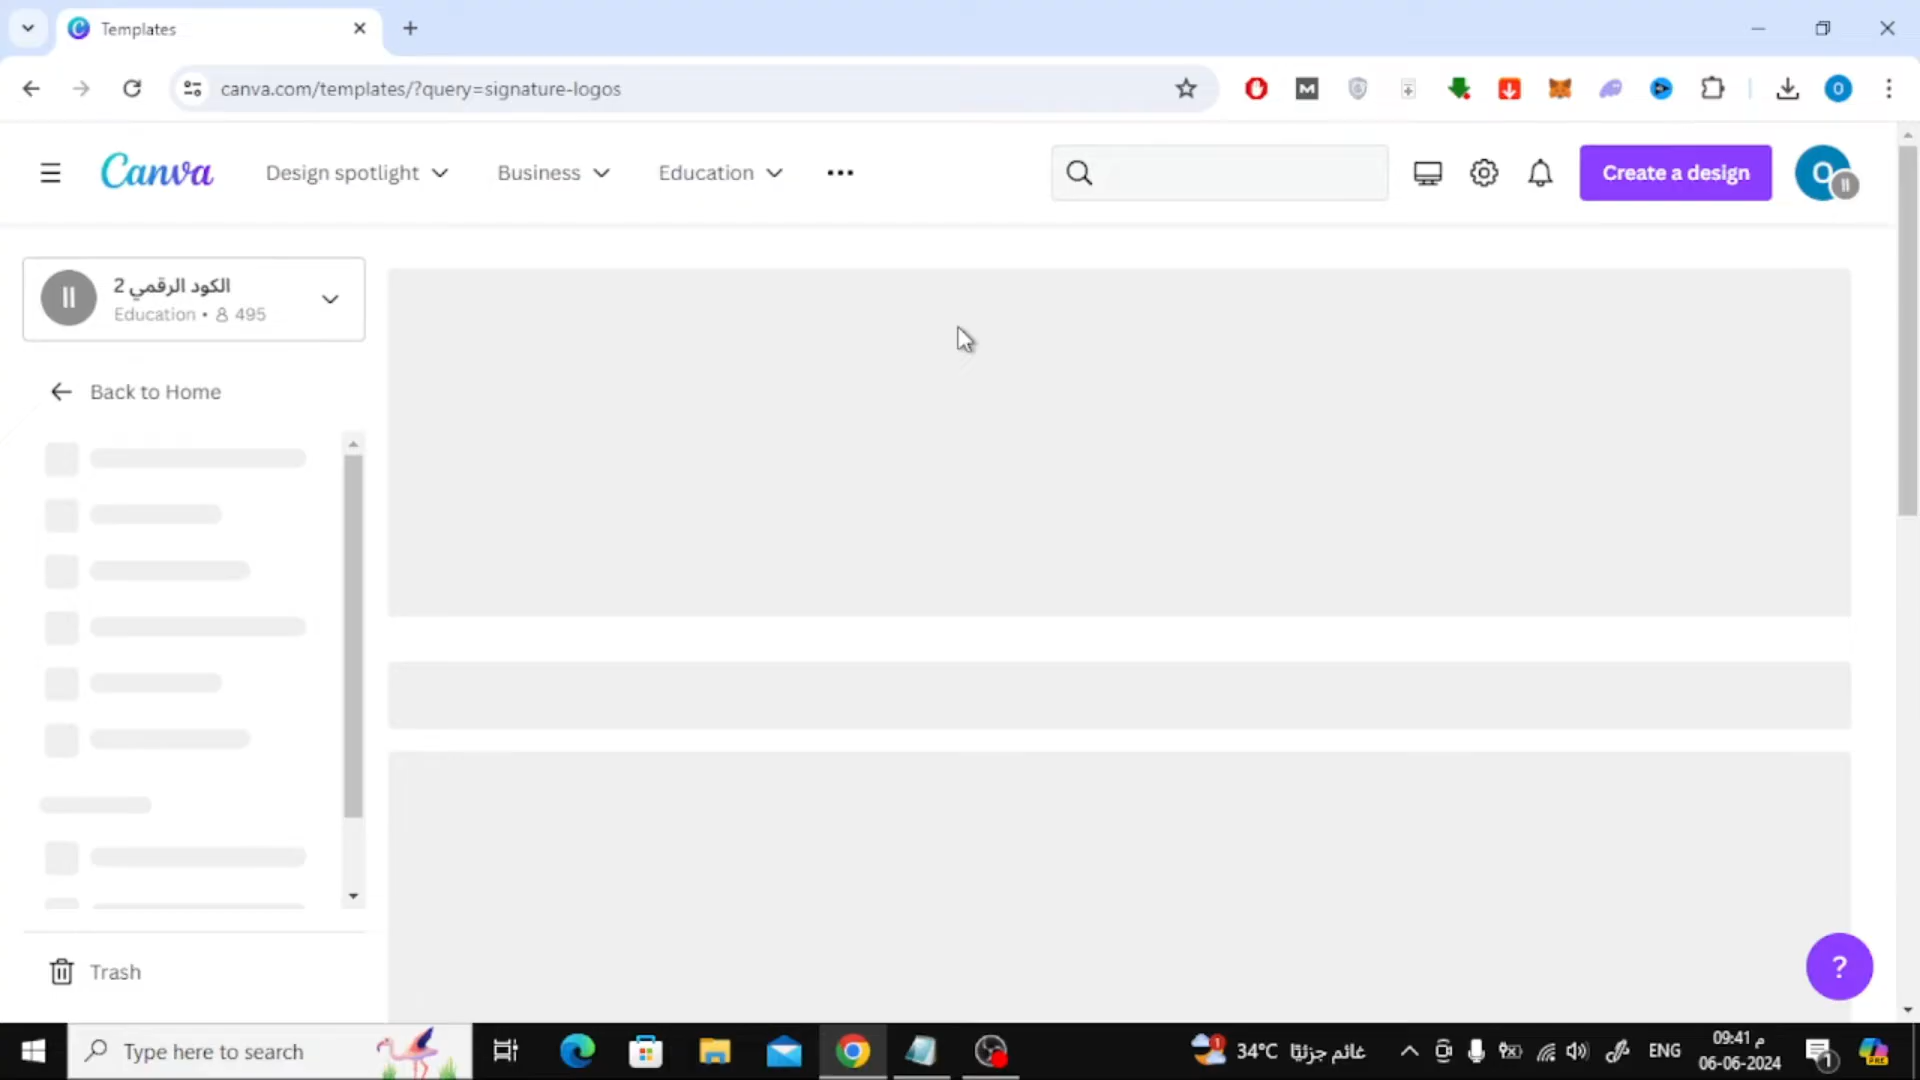 Templates
canva.com/templates/?query=signature-logos
Canva
Design spotlight
Business
Education
Create a design
O
الكود الرقمي 2
Education • 495
Back to Home
Trash
?
Type here to search
34°C غائم جزئيًا
ENG
09:41 م
06-06-2024
1